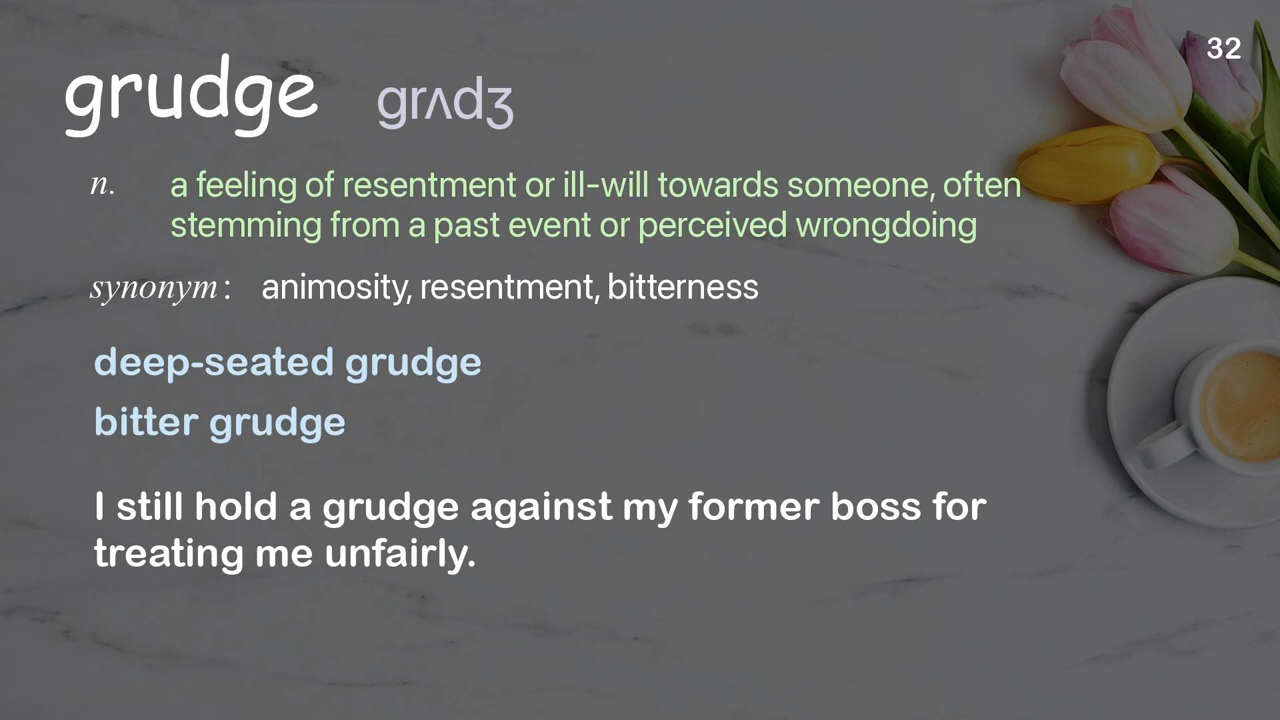 32
grudge grʌdʒ
n. a feeling of resentment or ill-will towards someone, often
stemming from a past event or perceived wrongdoing
synonym: animosity, resentment, bitterness
deep-seated grudge
bitter grudge
I still hold a grudge against my former boss for
treating me unfairly.